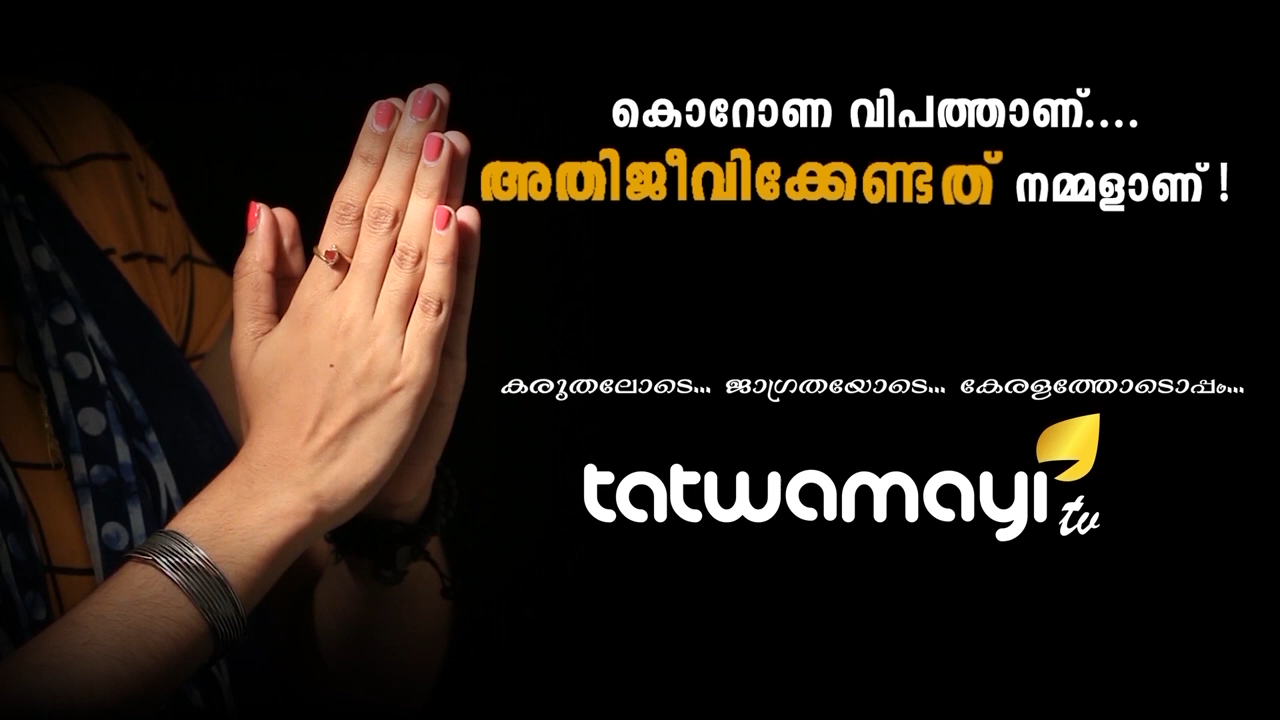 കൊറോണ വിപത്താണ്....
അതിജീവിക്കേണ്ടത് നമ്മളാണ് !
കരുതലോടെ... ജാഗ്രതയോടെ... കേരളത്തോടൊപ്പം...
tatwamayi
tv